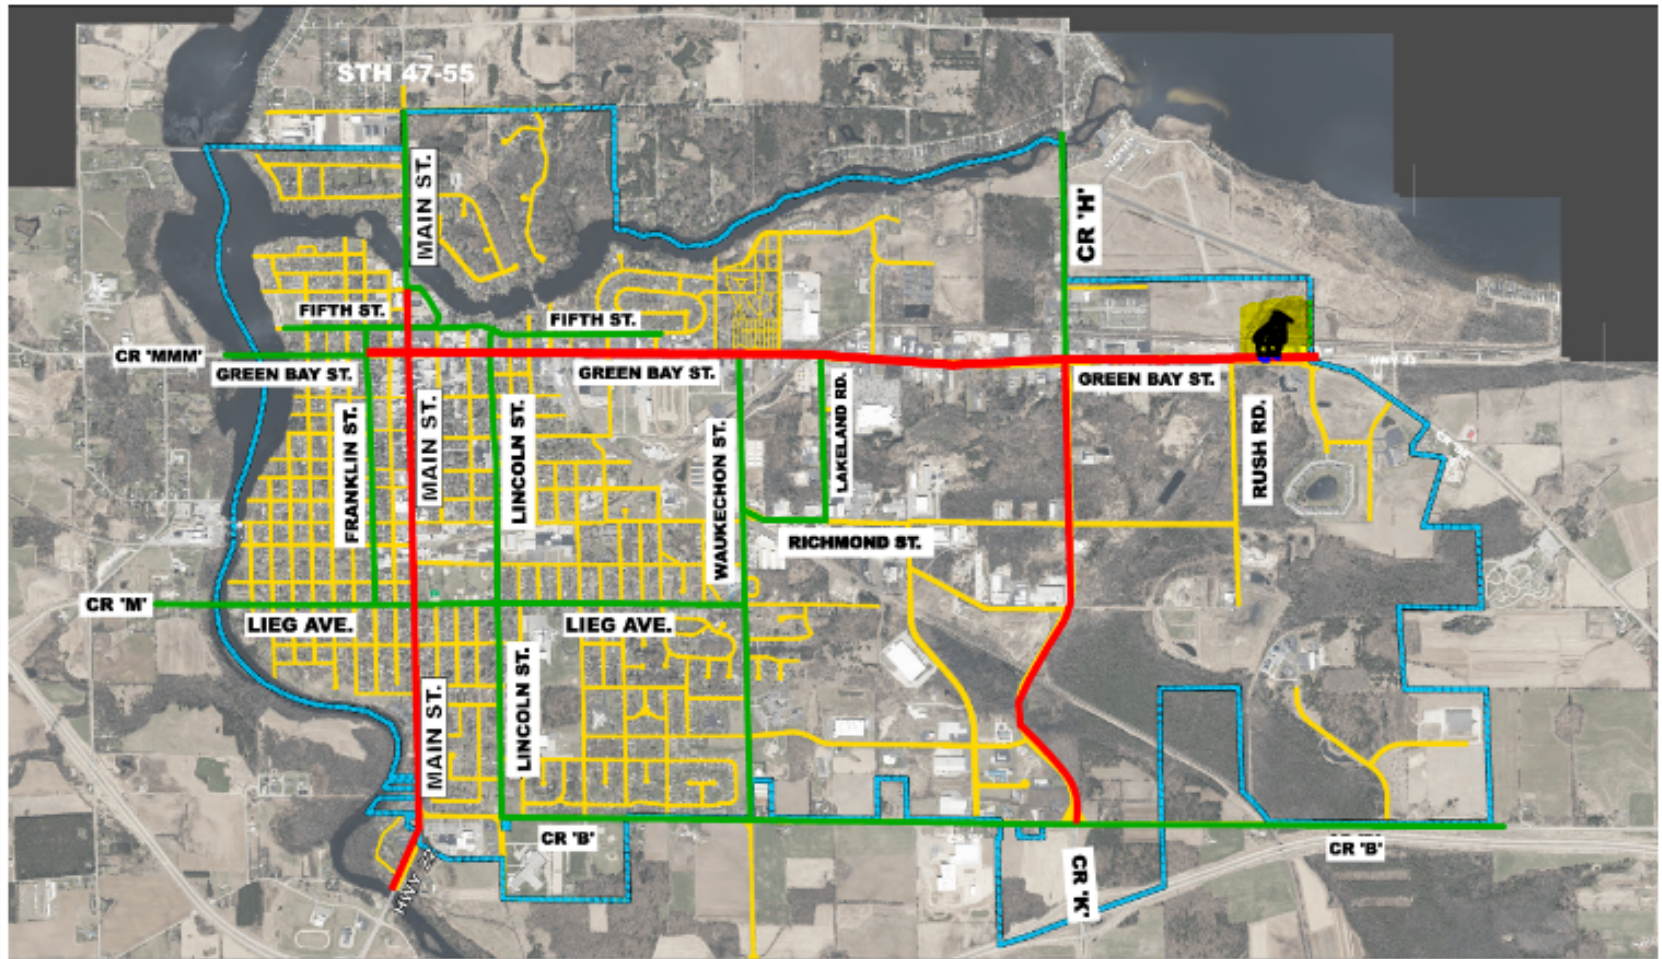 STH 47-55
MAIN ST.
CR 'H'
FIFTH ST.
FIFTH ST.
CR 'MMM'
GREEN BAY ST.
GREEN BAY ST.
GREEN BAY ST.
FRANKLIN ST.
MAIN ST.
LINCOLN ST.
WAUKECHON ST.
LAKELAND RD.
RUSH RD.
RICHMOND ST.
CR 'M'
LIEG AVE.
LIEG AVE.
MAIN ST.
LINCOLN ST.
CR 'B'
CR 'B'
CR 'K'
HWY 22